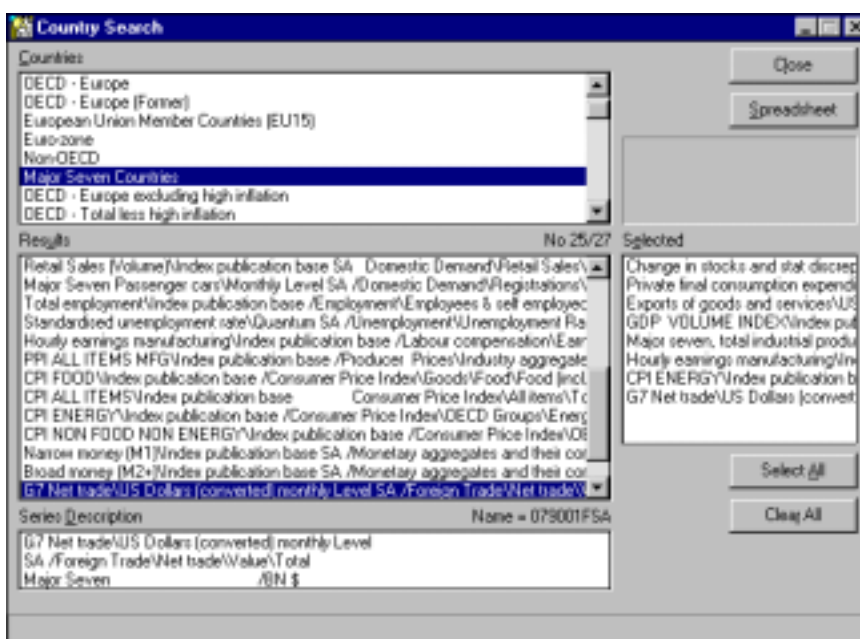 Country Search
Countries
OECD - Europe
OECD - Europe (Former)
European Union Member Countries (EU15)
Euro-zone
Non-OECD
Major Seven Countries
OECD - Europe excluding high inflation
OECD - Total less high inflation
Close
Spreadsheet
Results No 25/27
Retail Sales (Volume)\Index publication base SA Domestic Demand\Retail Sales\
Major Seven Passenger cars\Monthly Level SA /Domestic Demand\Registrations\
Total employment\Index publication base /Employment\Employees & self employed
Standardised unemployment rate\Quantum SA /Unemployment\Unemployment Ra
Hourly earnings manufacturing\Index publication base /Labour compensation\Earr
PPI ALL ITEMS MFG\Index publication base /Producer Prices\Industry aggregate
CPI FOOD\Index publication base /Consumer Price Index\Goods\Food\Food (incl.
CPI ALL ITEMS\Index publication base Consumer Price Index\All items\To
CPI ENERGY\Index publication base /Consumer Price Index\OECD Groups\Energ
CPI NON FOOD NON ENERGY\Index publication base /Consumer Price Index\OE
Narrow money (M1)\Index publication base SA /Monetary aggregates and their cor
Broad money (M2+)\Index publication base SA /Monetary aggregates and their cor
G7 Net trade\US Dollars (converted) monthly Level SA /Foreign Trade\Net trade\
Selected
Change in stocks and stat discrep
Private final consumption expendi
Exports of goods and services\US
GDP VOLUME INDEX\Index pub
Major seven, total industrial produ
Hourly earnings manufacturing\In
CPI ENERGY\Index publication b
G7 Net trade\US Dollars (convert
Select All
Clear All
Series Description Name = 079001FSA
G7 Net trade\US Dollars (converted) monthly Level
SA /Foreign Trade\Net trade\Value\Total
Major Seven /BN $